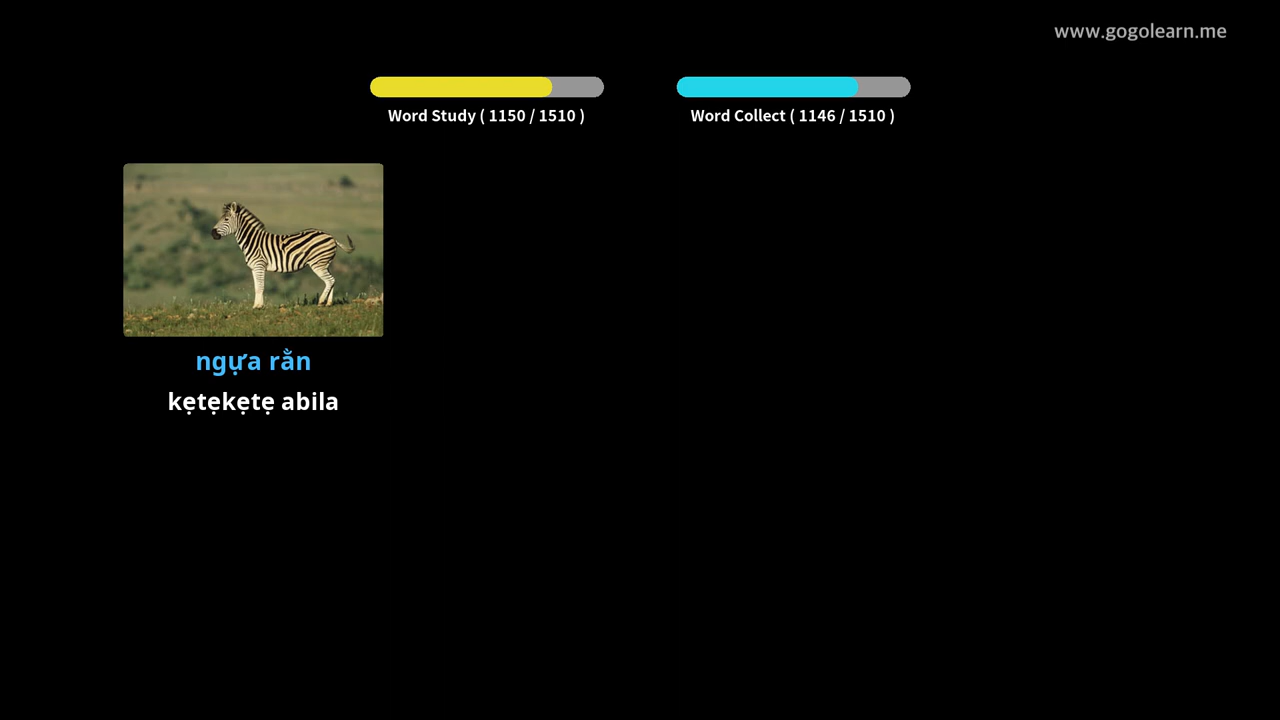 www.gogolearn.me
Word Study ( 1150 / 1510 )
Word Collect ( 1146 / 1510 )
ngựa rằn
kẹtẹkẹtẹ abila